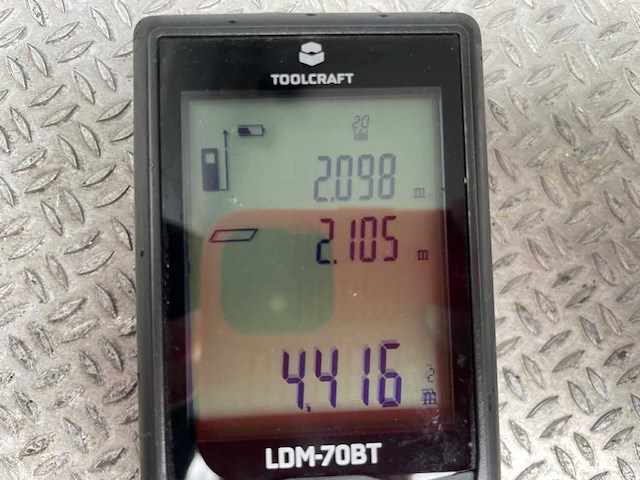 TOOLCRAFT
20
2.098 m
2.105 m
4.416 m²
LDM-70BT